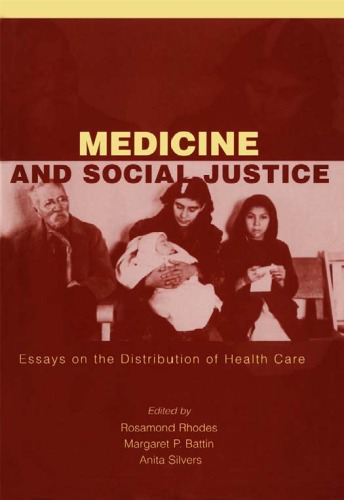 MEDICINE
AND SOCIAL JUSTICE
Essays on the Distribution of Health Care
Edited by
Rosamond Rhodes
Margaret P. Battin
Anita Silvers